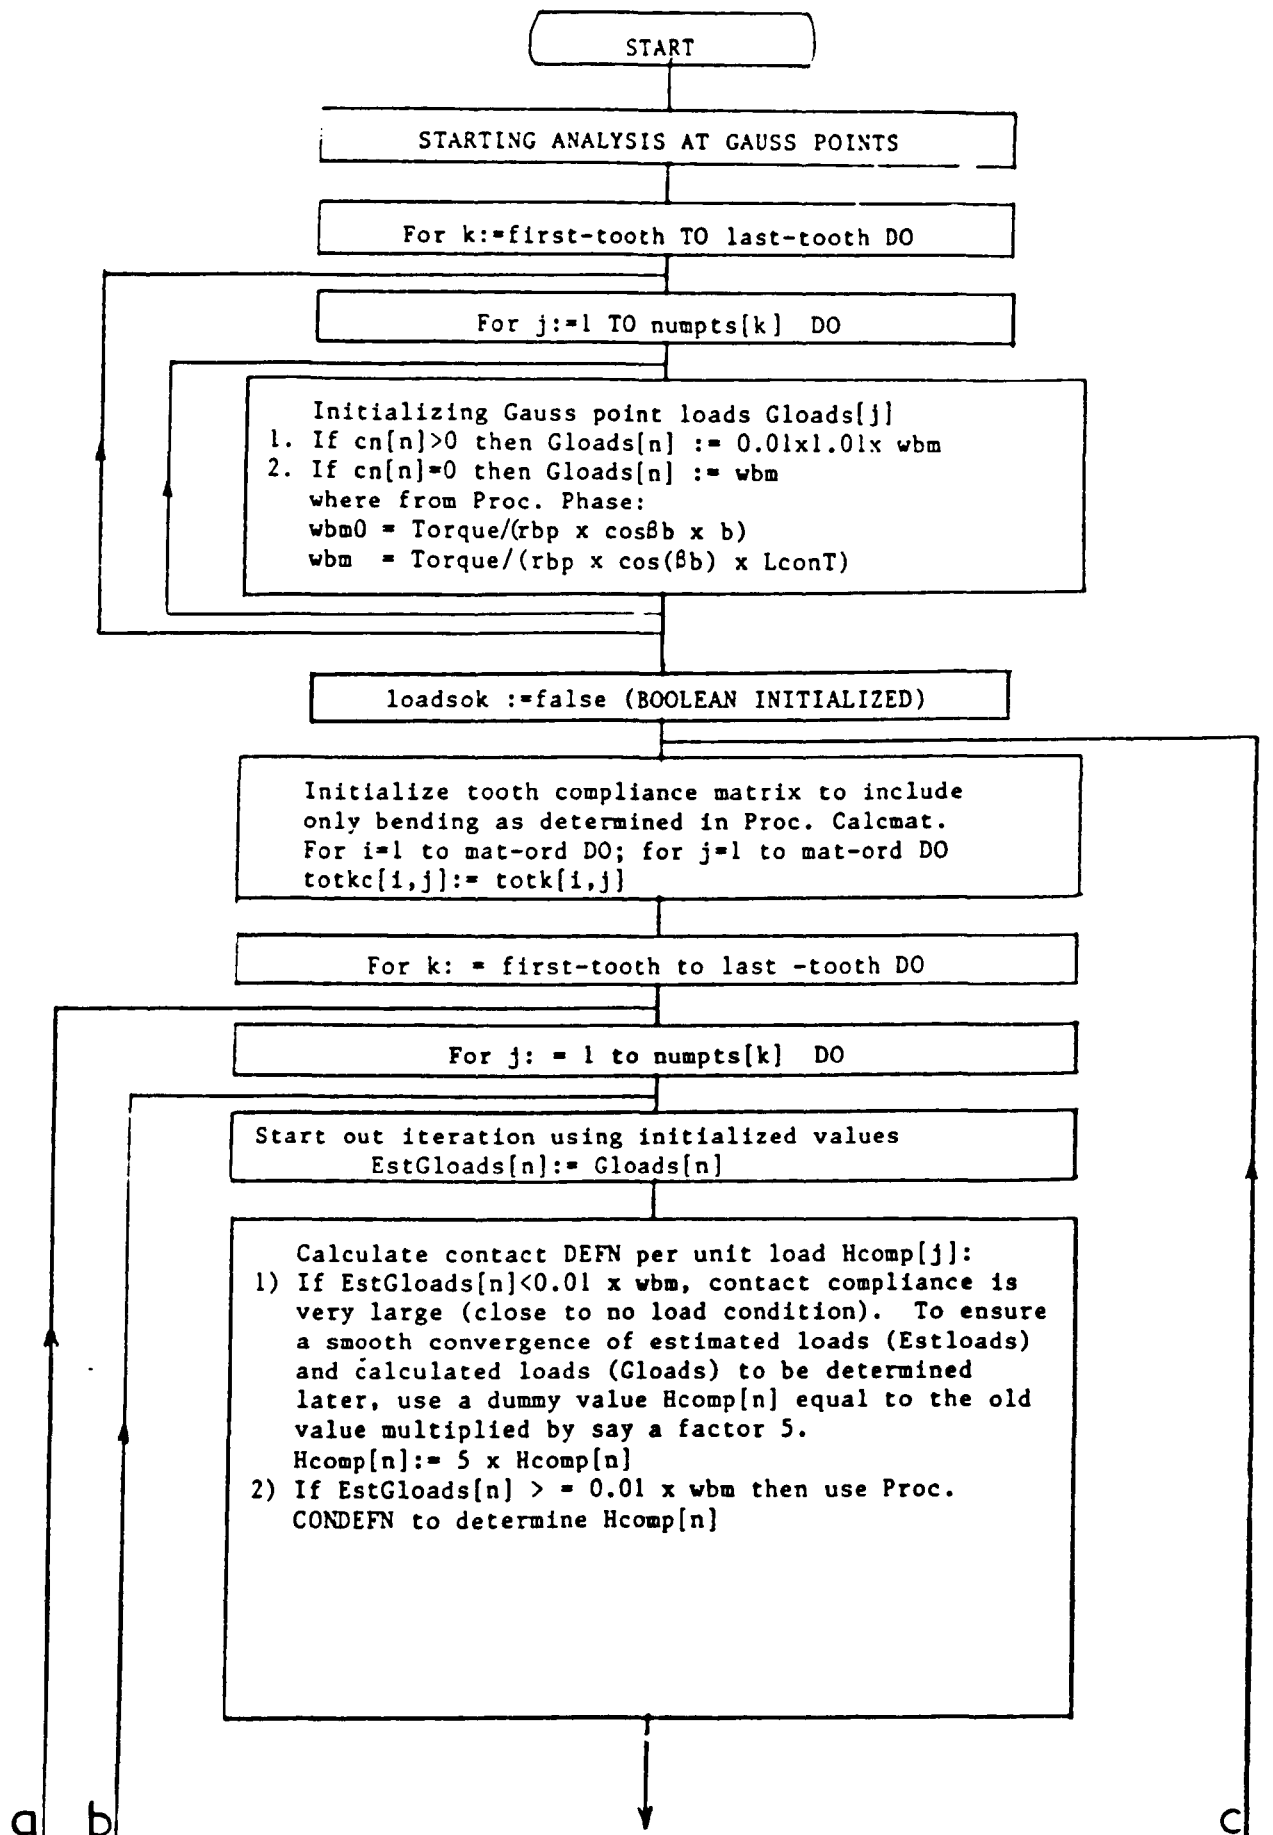 START
STARTING ANALYSIS AT GAUSS POINTS
For k:=first-tooth TO last-tooth DO
For j:=1 TO numpts[k] DO
Initializing Gauss point loads Gloads[j]
1. If cn[n]>0 then Gloads[n] := 0.01x1.01x wbm
2. If cn[n]=0 then Gloads[n] := wbm
where from Proc. Phase:
wbm0 = Torque/(rbp x cosβb x b)
wbm = Torque/(rbp x cos(βb) x LconT)
loadsok :=false (BOOLEAN INITIALIZED)
Initialize tooth compliance matrix to include
only bending as determined in Proc. Calcmat.
For i=1 to mat-ord DO; for j=1 to mat-ord DO
totkc[i,j]:= totk[i,j]
For k: = first-tooth to last -tooth DO
For j: = 1 to numpts[k] DO
Start out iteration using initialized values
EstGloads[n]:= Gloads[n]
Calculate contact DEFN per unit load Hcomp[j]:
1) If EstGloads[n]<0.01 x wbm, contact compliance is
very large (close to no load condition). To ensure
a smooth convergence of estimated loads (Estloads)
and calculated loads (Gloads) to be determined
later, use a dummy value Hcomp[n] equal to the old
value multiplied by say a factor 5.
Hcomp[n]:= 5 x Hcomp[n]
2) If EstGloads[n] > = 0.01 x wbm then use Proc.
CONDEFN to determine Hcomp[n]
a b c